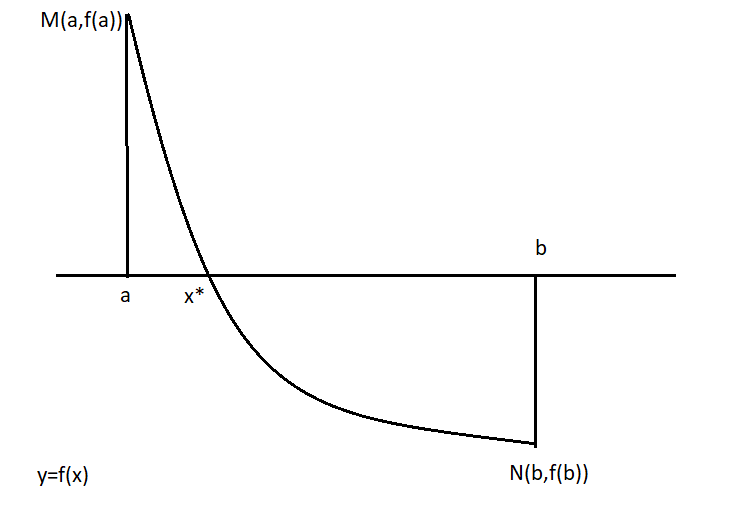 M(a,f(a))
b
a
x*
y=f(x)
N(b,f(b))